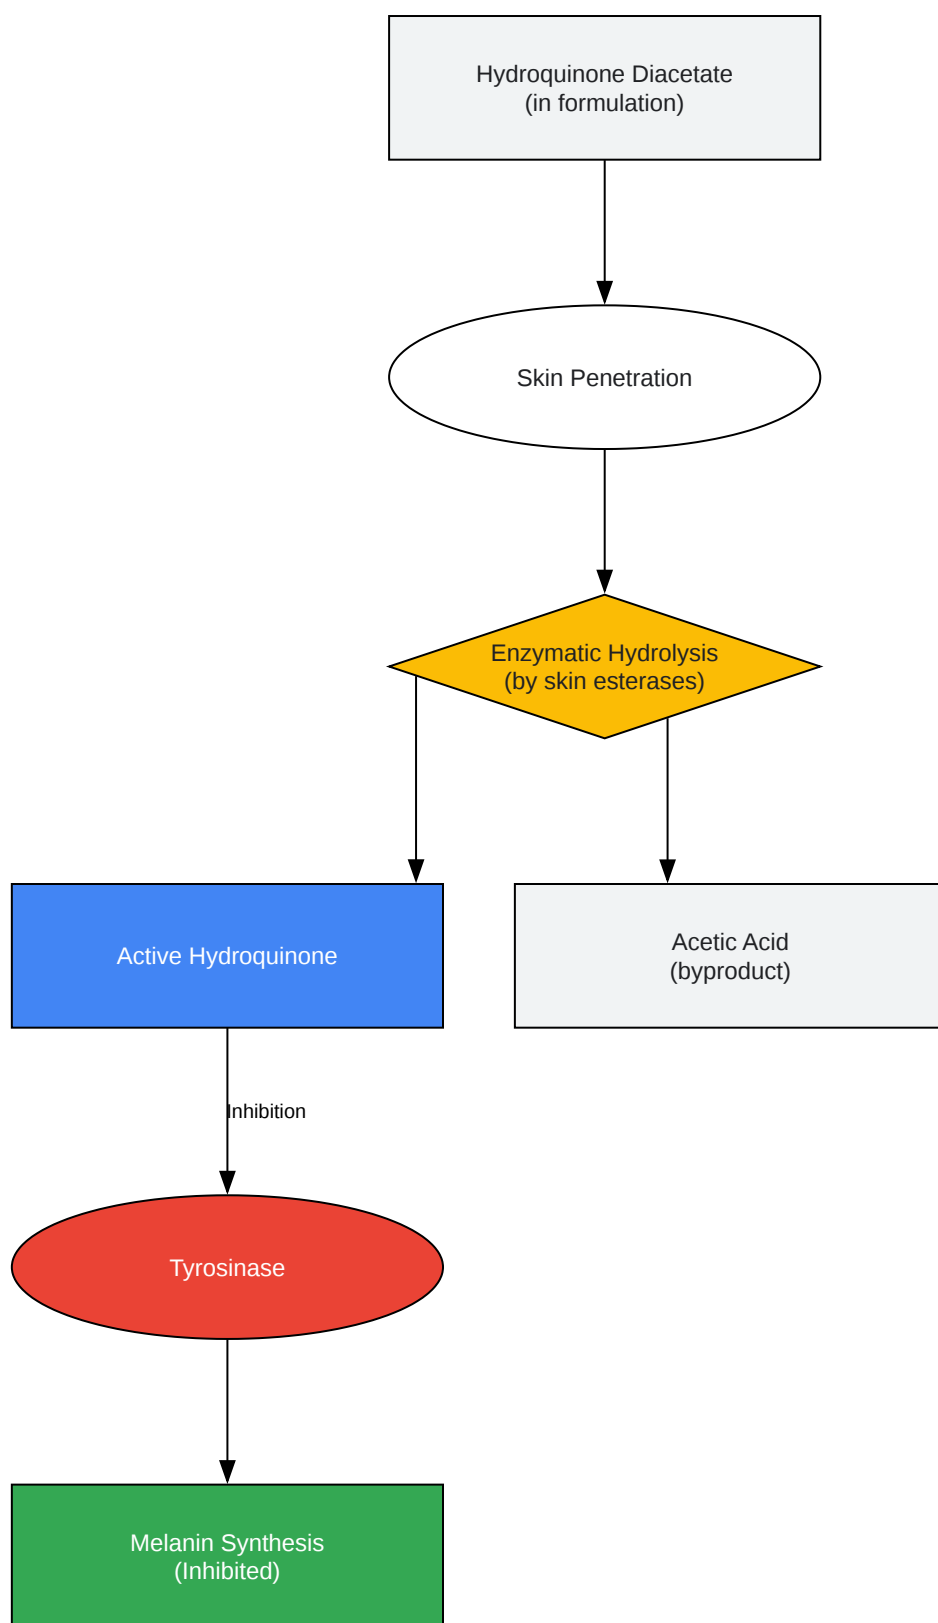 Hydroquinone Diacetate
(in formulation)
Skin Penetration
Enzymatic Hydrolysis
(by skin esterases)
Active Hydroquinone
Acetic Acid
(byproduct)
Inhibition
Tyrosinase
Melanin Synthesis
(Inhibited)